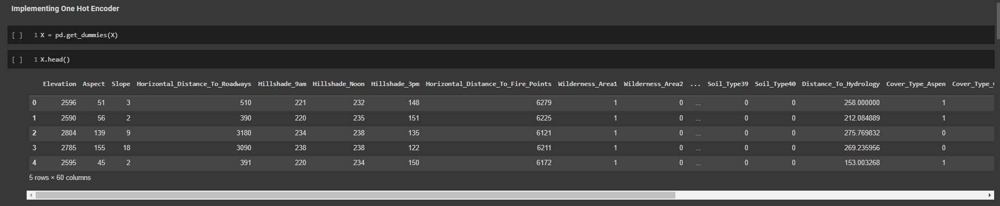 Implementing One Hot Encoder
[ ] 1 X = pd.get_dummies(X)
[ ] 1 X.head()
Elevation Aspect Slope Horizontal_Distance_To_Roadways Hillshade_9am Hillshade_Noon Hillshade_3pm Horizontal_Distance_To_Fire_Points Wilderness_Area1 Wilderness_Area2 ... Soil_Type39 Soil_Type40 Distance_To_Hydrology Cover_Type_Aspen Cover_Type_
0 2596 51 3 510 221 232 148 6279 1 0 ... 0 0 258.000000 1
1 2590 56 2 390 220 235 151 6225 1 0 ... 0 0 212.084889 1
2 2804 139 9 3180 234 238 135 6121 1 0 ... 0 0 275.769832 0
3 2785 155 18 3090 238 238 122 6211 1 0 ... 0 0 269.235956 0
4 2595 45 2 391 220 234 150 6172 1 0 ... 0 0 153.003268 1
5 rows × 60 columns